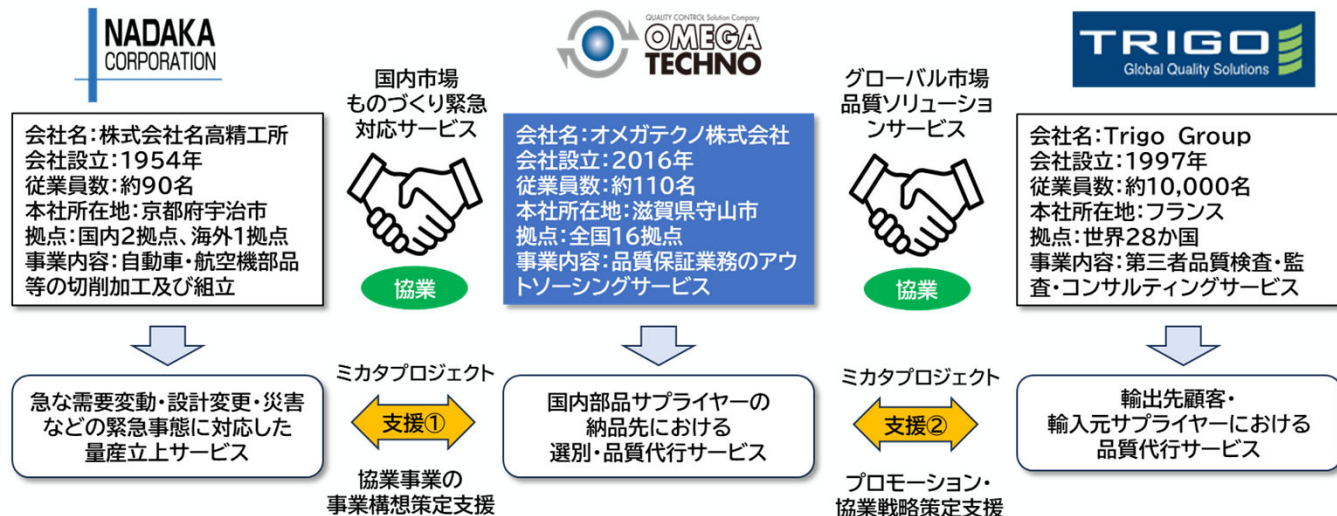 NADAKA
CORPORATION
QUALITY CONTROL Solution Company
OMEGA
TECHNO
TRIGO
Global Quality Solutions
会社名:株式会社名高精工所
会社設立:1954年
従業員数:約90名
本社所在地:京都府宇治市
拠点:国内2拠点、海外1拠点
事業内容:自動車・航空機部品
等の切削加工及び組立
国内市場
ものづくり緊急
対応サービス
協業
会社名:オメガテクノ株式会社
会社設立:2016年
従業員数:約110名
本社所在地:滋賀県守山市
拠点:全国16拠点
事業内容:品質保証業務のアウ
トソーシングサービス
グローバル市場
品質ソリューショ
ンサービス
協業
会社名:Trigo Group
会社設立:1997年
従業員数:約10,000名
本社所在地:フランス
拠点:世界28か国
事業内容:第三者品質検査・監
査・コンサルティングサービス
急な需要変動・設計変更・災害
などの緊急事態に対応した
量産立上サービス
ミカタプロジェクト
支援①
協業事業の
事業構想策定支援
国内部品サプライヤーの
納品先における
選別・品質代行サービス
ミカタプロジェクト
支援②
プロモーション・
協業戦略策定支援
輸出先顧客・
輸入元サプライヤーにおける
品質代行サービス